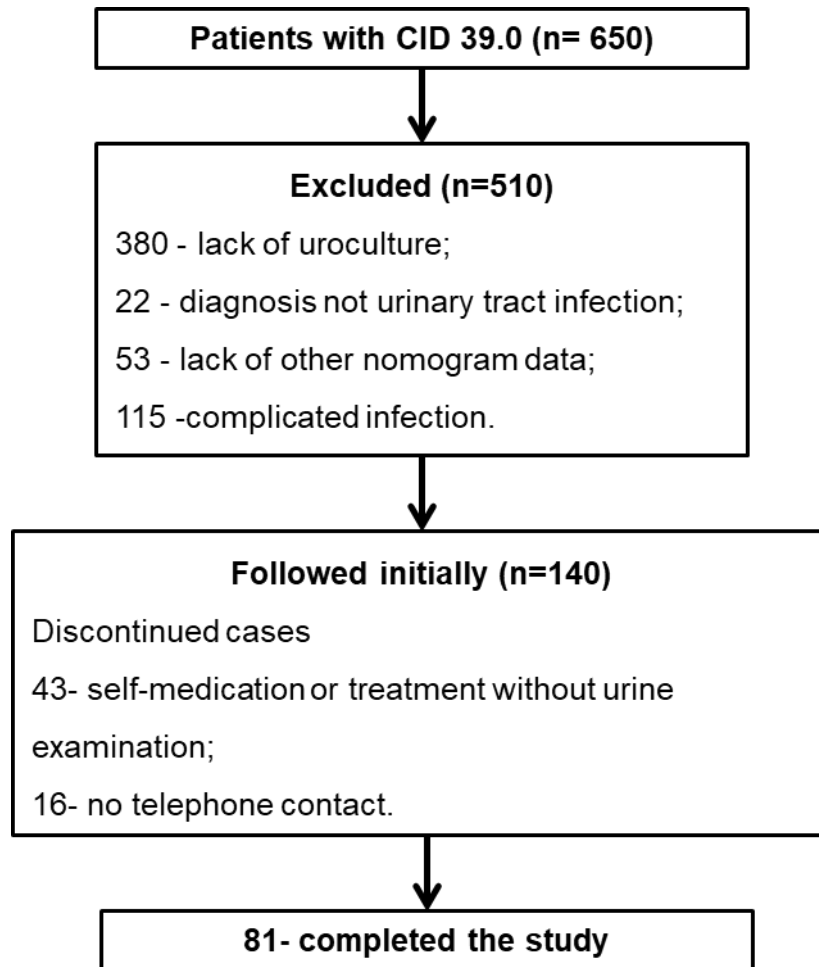 Patients with CID 39.0 (n= 650)
Excluded (n=510)
380 - lack of uroculture;
22 - diagnosis not urinary tract infection;
53 - lack of other nomogram data;
115 -complicated infection.
Followed initially (n=140)
Discontinued cases
43- self-medication or treatment without urine
examination;
16- no telephone contact.
81- completed the study